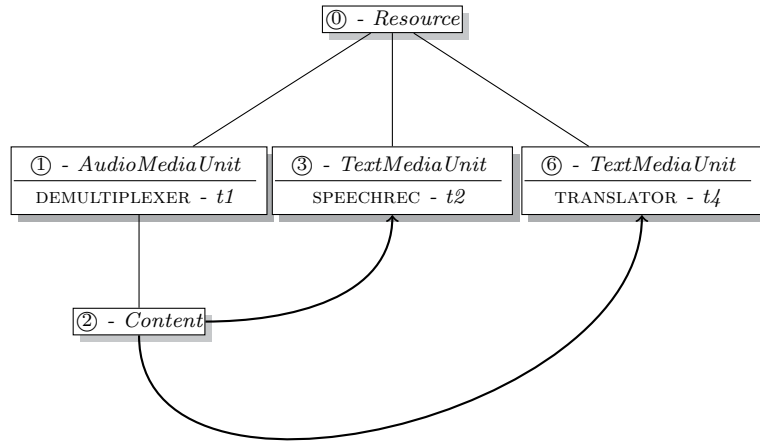 ⓪ - Resource
① - AudioMediaUnit
DEMULTIPLEXER - t1
③ - TextMediaUnit
SPEECHREC - t2
⑥ - TextMediaUnit
TRANSLATOR - t4
② - Content